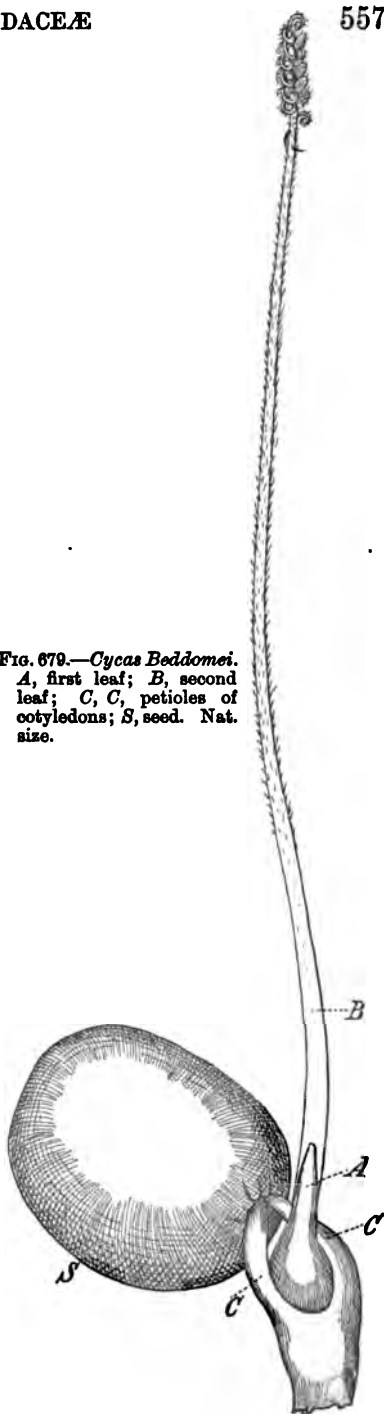 DACEÆ 557
FIG. 679.—Cycas Beddomei.
A, first leaf; B, second
leaf; C, C, petioles of
cotyledons; S, seed. Nat.
size.
B
A
C
S
C